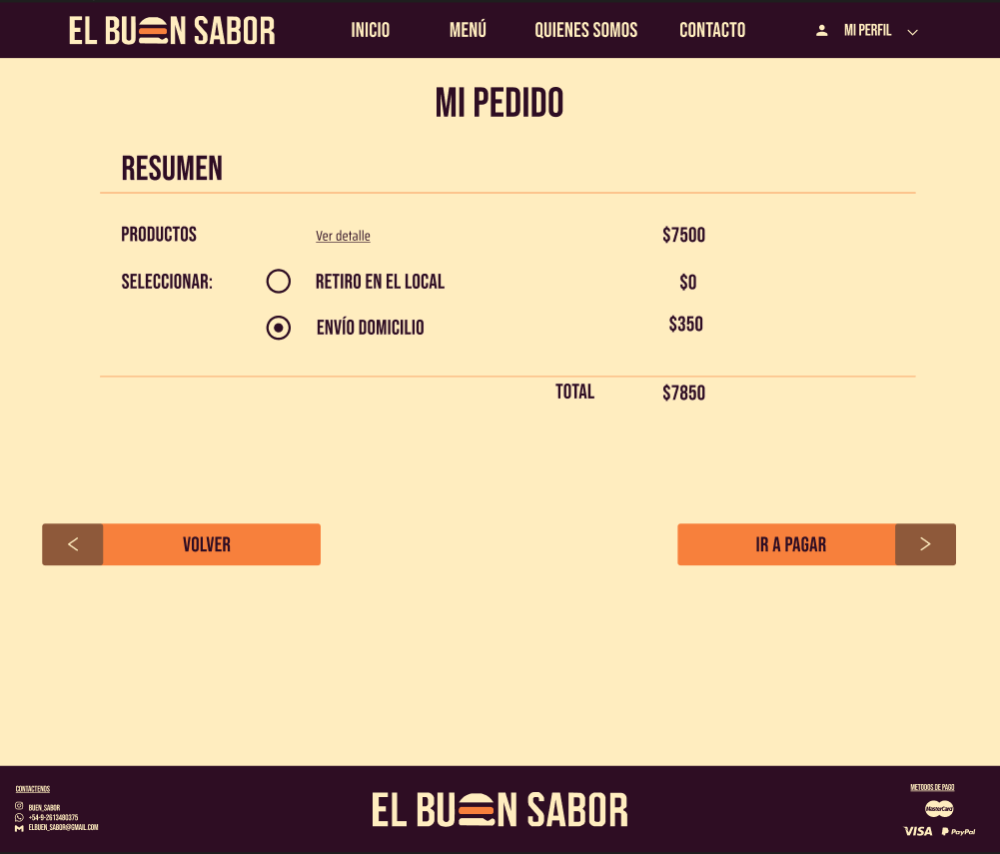 EL BUEN SABOR
INICIO
MENÚ
QUIENES SOMOS
CONTACTO
MI PERFIL
MI PEDIDO
RESUMEN
PRODUCTOS Ver detalle $7500
SELECCIONAR: RETIRO EN EL LOCAL $0
ENVÍO DOMICILIO $350
TOTAL $7850
< VOLVER
IR A PAGAR >
CONTACTENOS
BUEN_SABOR
+54-9-2613480375
ELBUEN_SABOR@GMAIL.COM
EL BUEN SABOR
METODOS DE PAGO
MasterCard
VISA PayPal